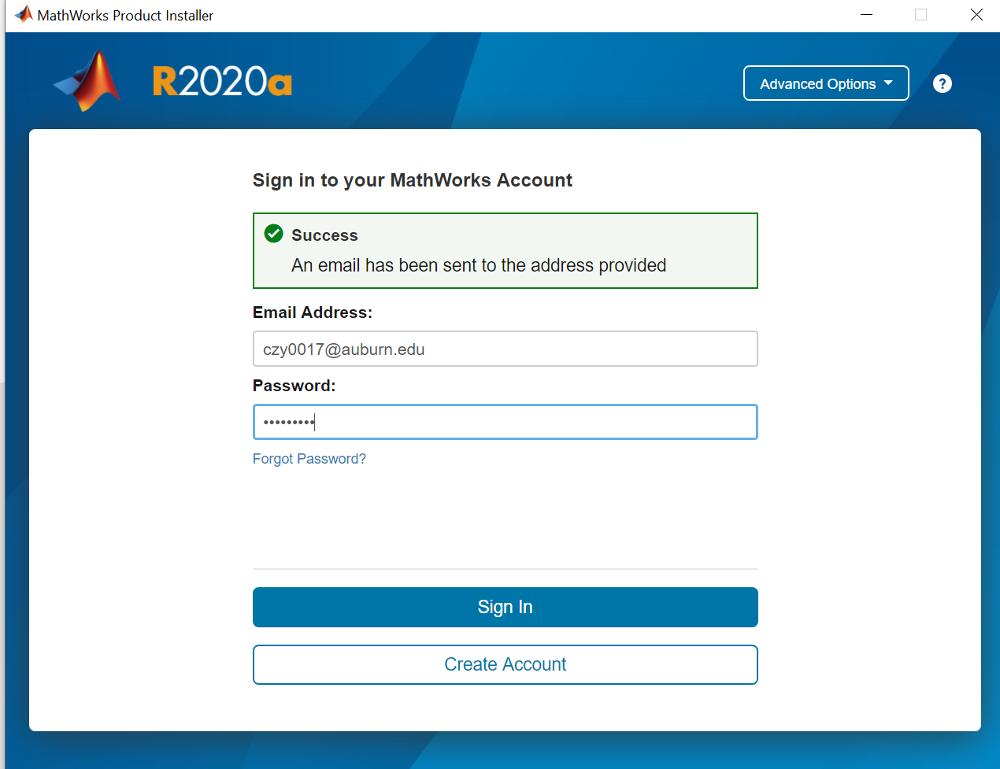 MathWorks Product Installer
R2020a
Advanced Options
?
Sign in to your MathWorks Account
Success
An email has been sent to the address provided
Email Address:
czy0017@auburn.edu
Password:
•••••••••
Forgot Password?
Sign In
Create Account